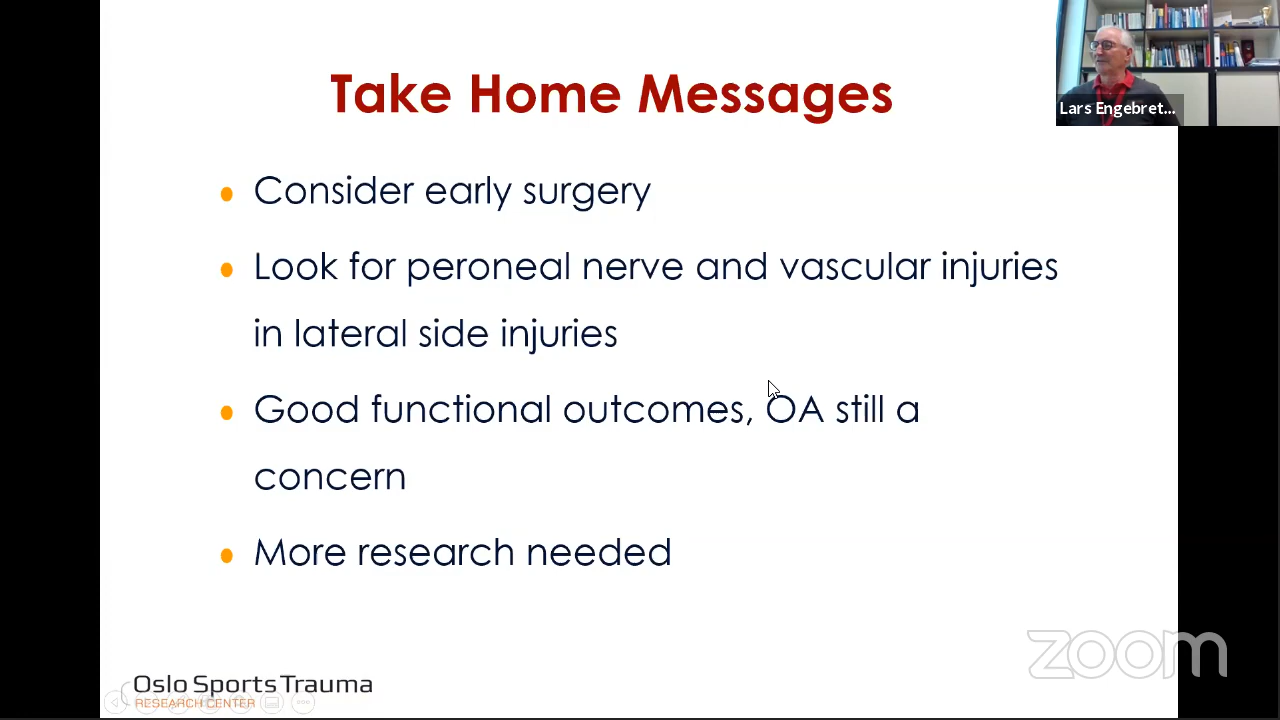 Take Home Messages
Lars Engebret...
Consider early surgery
Look for peroneal nerve and vascular injuries
in lateral side injuries
Good functional outcomes, OA still a
concern
More research needed
zoom
Oslo Sports Trauma
RESEARCH CENTER